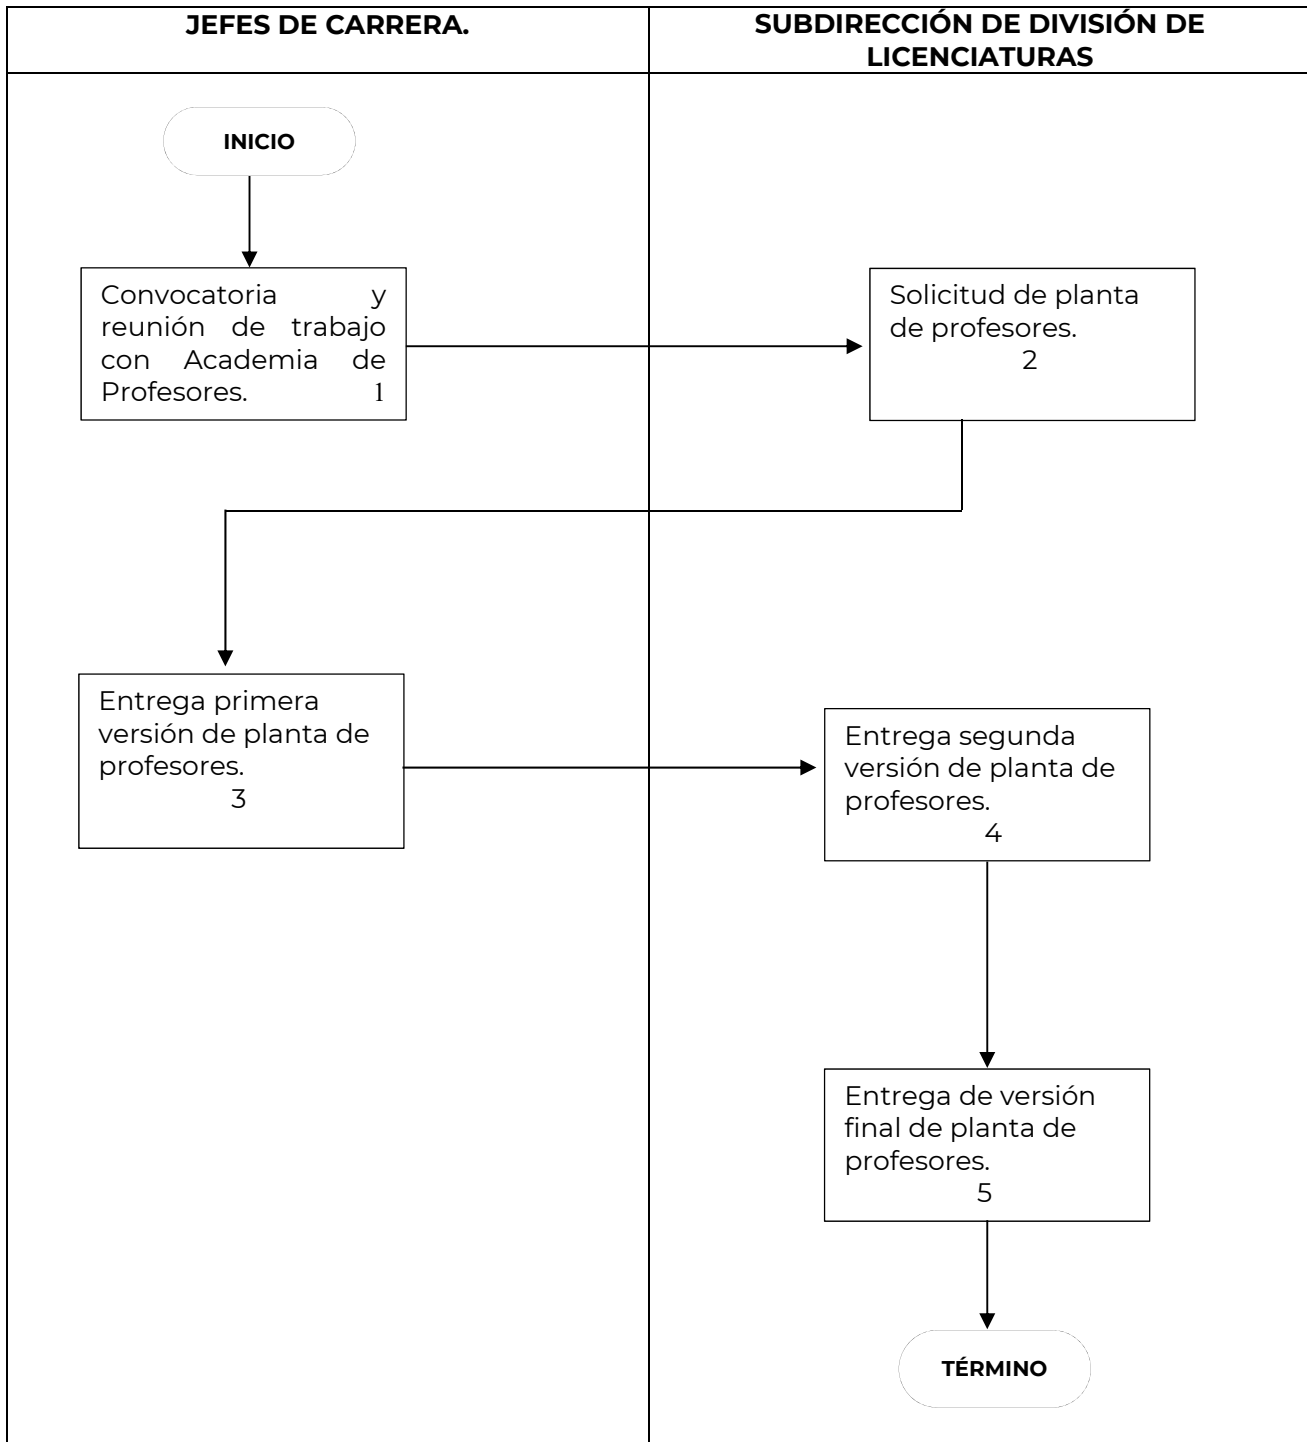 JEFES DE CARRERA.
SUBDIRECCIÓN DE DIVISIÓN DE
LICENCIATURAS
INICIO
Convocatoria y
reunión de trabajo
con Academia de
Profesores. 1
Solicitud de planta
de profesores.
2
Entrega primera
versión de planta de
profesores.
3
Entrega segunda
versión de planta de
profesores.
4
Entrega de versión
final de planta de
profesores.
5
TÉRMINO